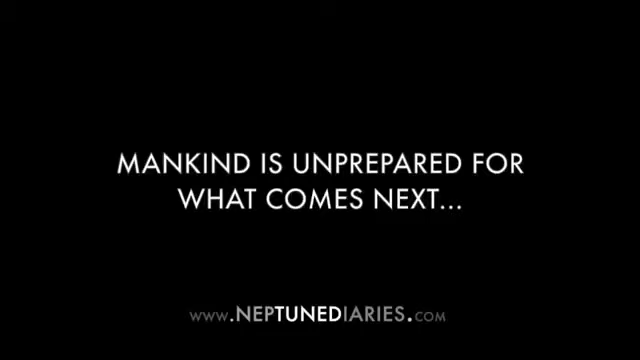 MANKIND IS UNPREPARED FOR
WHAT COMES NEXT...
www.NEPTUNEDIARIES.COM